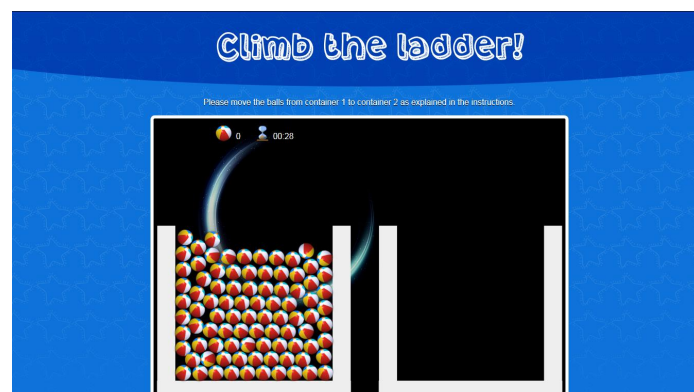 Climb the ladder!
Please move the balls from container 1 to container 2 as explained in the instructions.
0 00:28